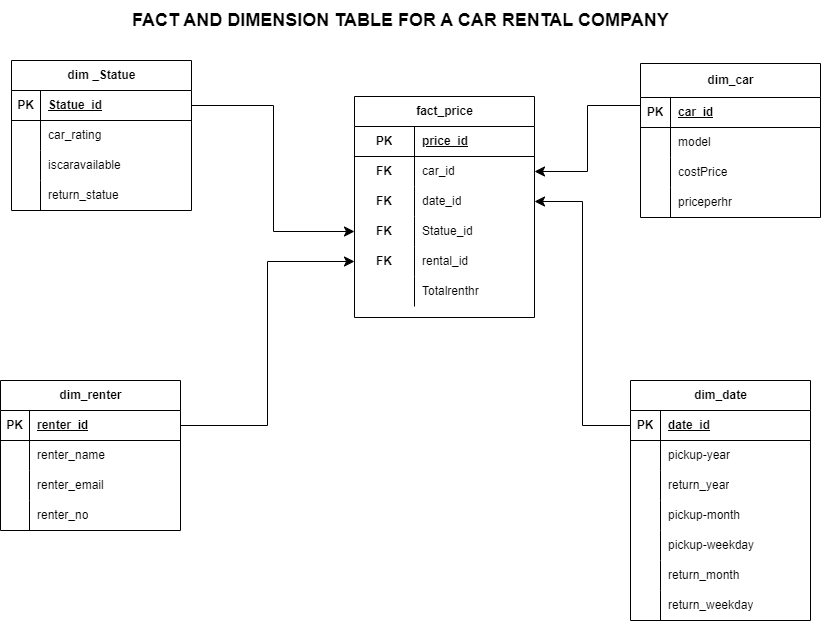 FACT AND DIMENSION TABLE FOR A CAR RENTAL COMPANY
dim _Statue
PK Statue_id
car_rating
iscaravailable
return_statue
fact_price
PK price_id
FK car_id
FK date_id
FK Statue_id
FK rental_id
Totalrenthr
dim_car
PK car_id
model
costPrice
priceperhr
dim_renter
PK renter_id
renter_name
renter_email
renter_no
dim_date
PK date_id
pickup-year
return_year
pickup-month
pickup-weekday
return_month
return_weekday